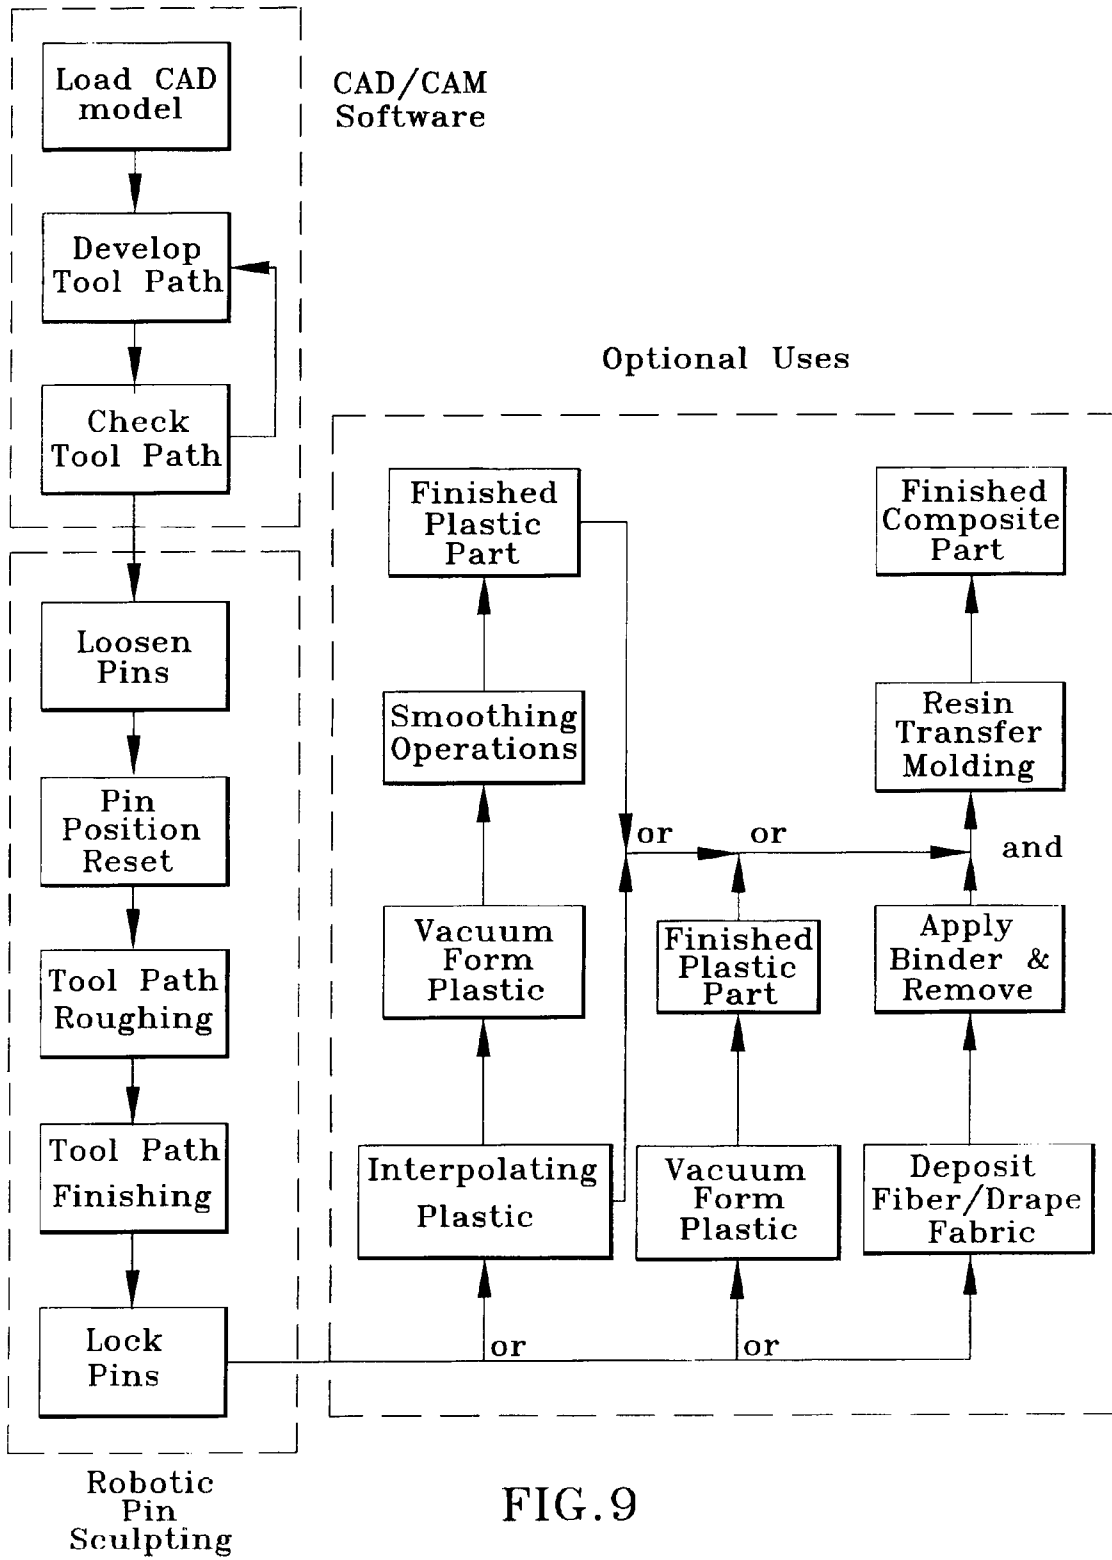 Load CAD
model
CAD/CAM
Software
Develop
Tool Path
Check
Tool Path
Loosen
Pins
Pin
Position
Reset
Tool Path
Roughing
Tool Path
Finishing
Lock
Pins
Robotic
Pin
Sculpting
Optional Uses
Finished
Plastic
Part
Smoothing
Operations
Vacuum
Form
Plastic
Interpolating
Plastic
or
or
Finished
Plastic
Part
Vacuum
Form
Plastic
or
or
Finished
Composite
Part
Resin
Transfer
Molding
and
Apply
Binder &
Remove
Deposit
Fiber/Drape
Fabric
FIG.9